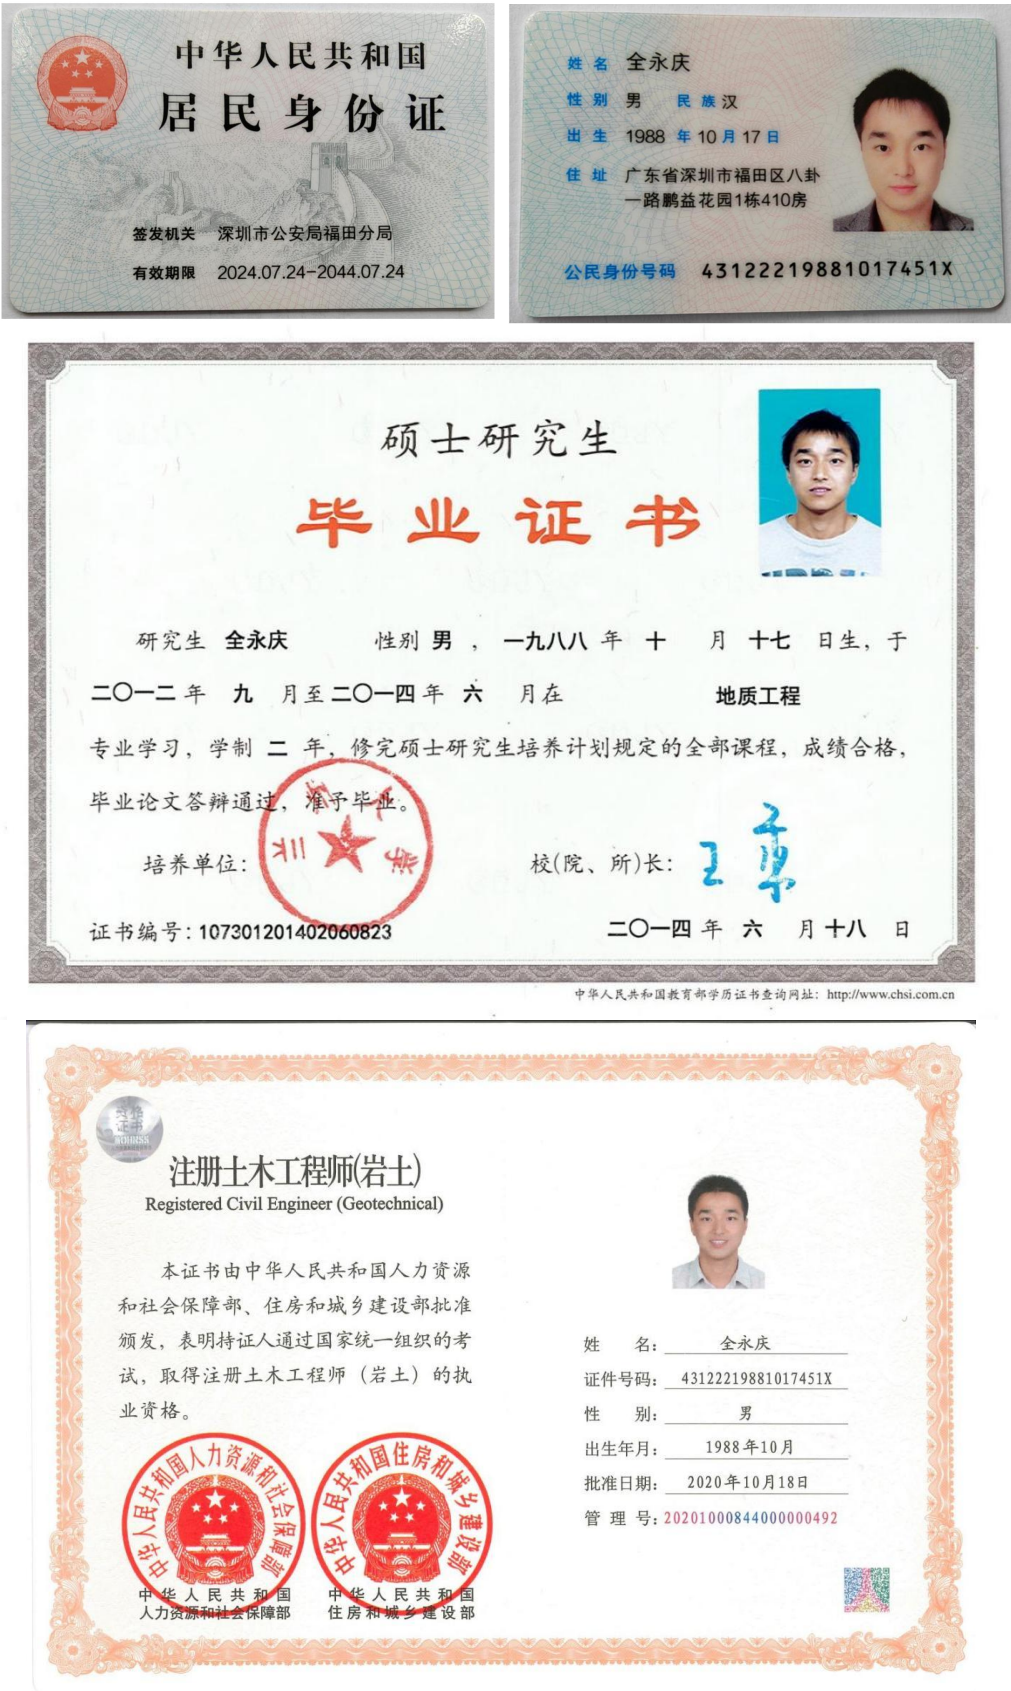 中华人民共和国
居民身份证
签发机关 深圳市公安局福田分局
有效期限 2024.07.24-2044.07.24
姓名 全永庆
性别 男 民族 汉
出生 1988 年 10 月 17 日
住址 广东省深圳市福田区八卦
一路鹏益花园1栋410房
公民身份号码 43122219881017451X
硕士研究生
毕业证书
研究生 全永庆 性别 男 ，一九八八 年 十 月 十七 日生，于
二〇一二 年 九 月至 二〇一四 年 六 月在 地质工程
专业学习，学制 二 年，修完硕士研究生培养计划规定的全部课程，成绩合格，
毕业论文答辩通过，准予毕业。
培养单位：
校(院、所)长：
证书编号：107301201402060823
二〇一四 年 六 月 十八 日
中华人民共和国教育部学历证书查询网址：http://www.chsi.com.cn
资格
证书
MOHRSS
注册土木工程师(岩土)
Registered Civil Engineer (Geotechnical)
本证书由中华人民共和国人力资源
和社会保障部、住房和城乡建设部批准
颁发，表明持证人通过国家统一组织的考
试，取得注册土木工程师（岩土）的执
业资格。
中华人民共和国人力资源和社会保障部
中华人民共和国住房和城乡建设部
中华人民共和国
人力资源和社会保障部
中华人民共和国
住房和城乡建设部
姓名： 全永庆
证件号码： 43122219881017451X
性别： 男
出生年月： 1988年10月
批准日期： 2020年10月18日
管理号：20201000844000000492